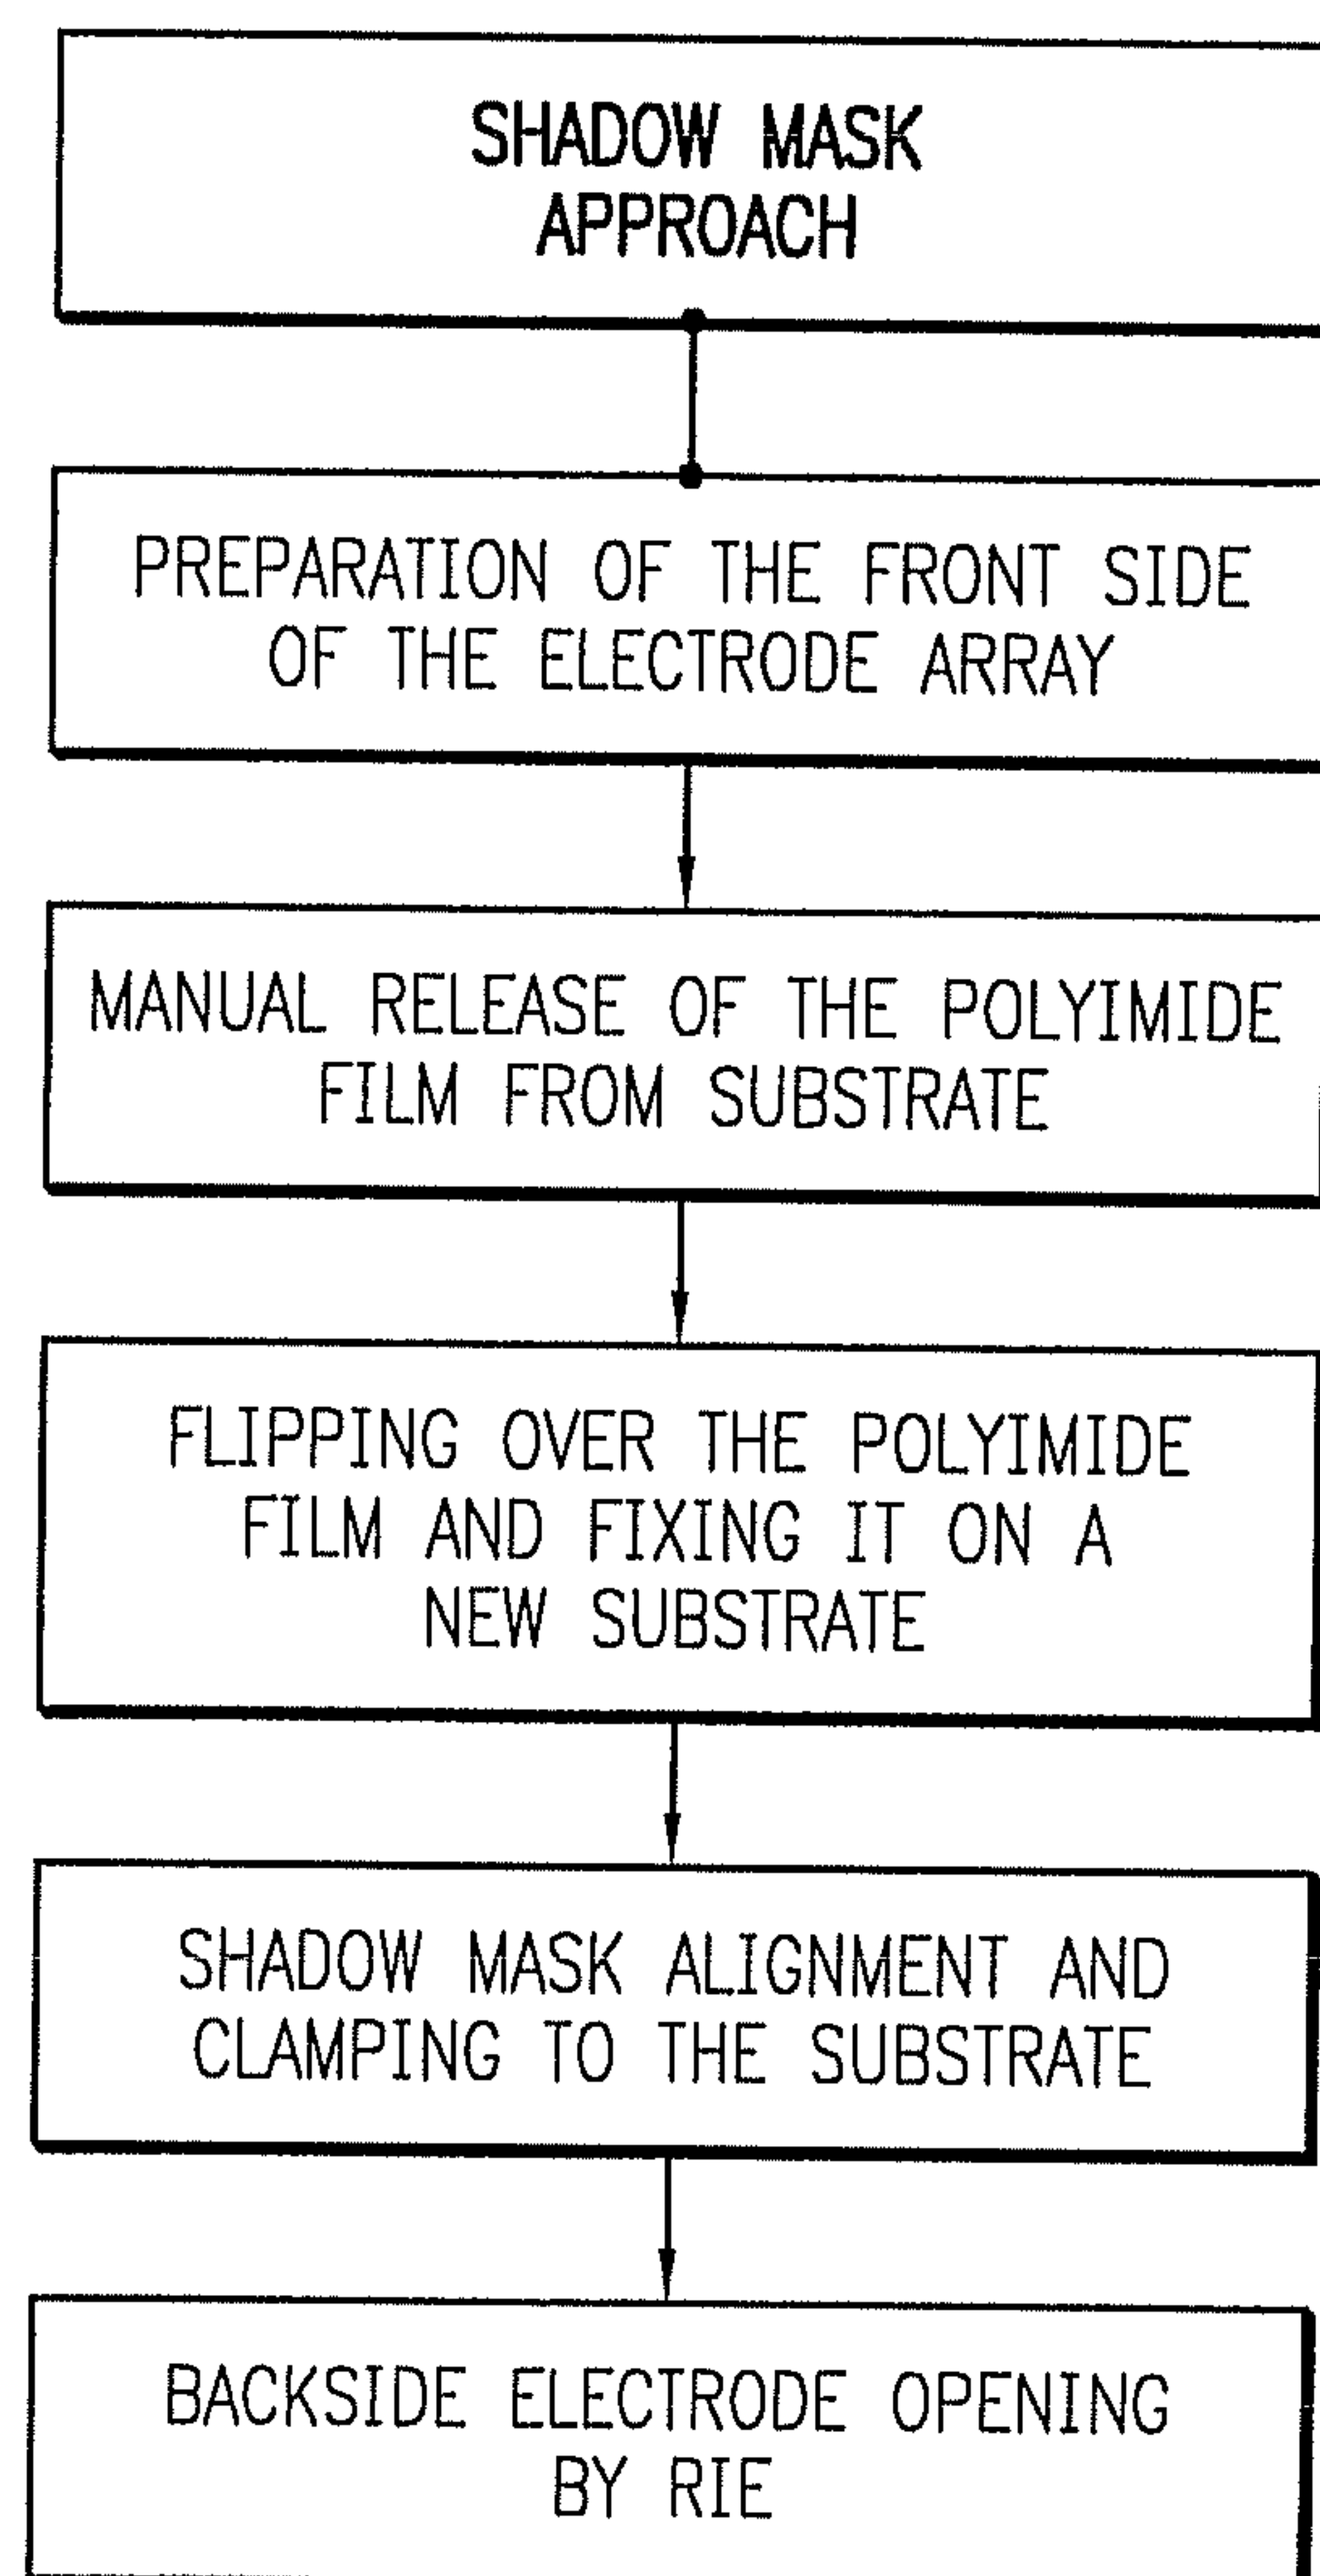 SHADOW MASK
APPROACH
PREPARATION OF THE FRONT SIDE
OF THE ELECTRODE ARRAY
MANUAL RELEASE OF THE POLYIMIDE
FILM FROM SUBSTRATE
FLIPPING OVER THE POLYIMIDE
FILM AND FIXING IT ON A
NEW SUBSTRATE
SHADOW MASK ALIGNMENT AND
CLAMPING TO THE SUBSTRATE
BACKSIDE ELECTRODE OPENING
BY RIE